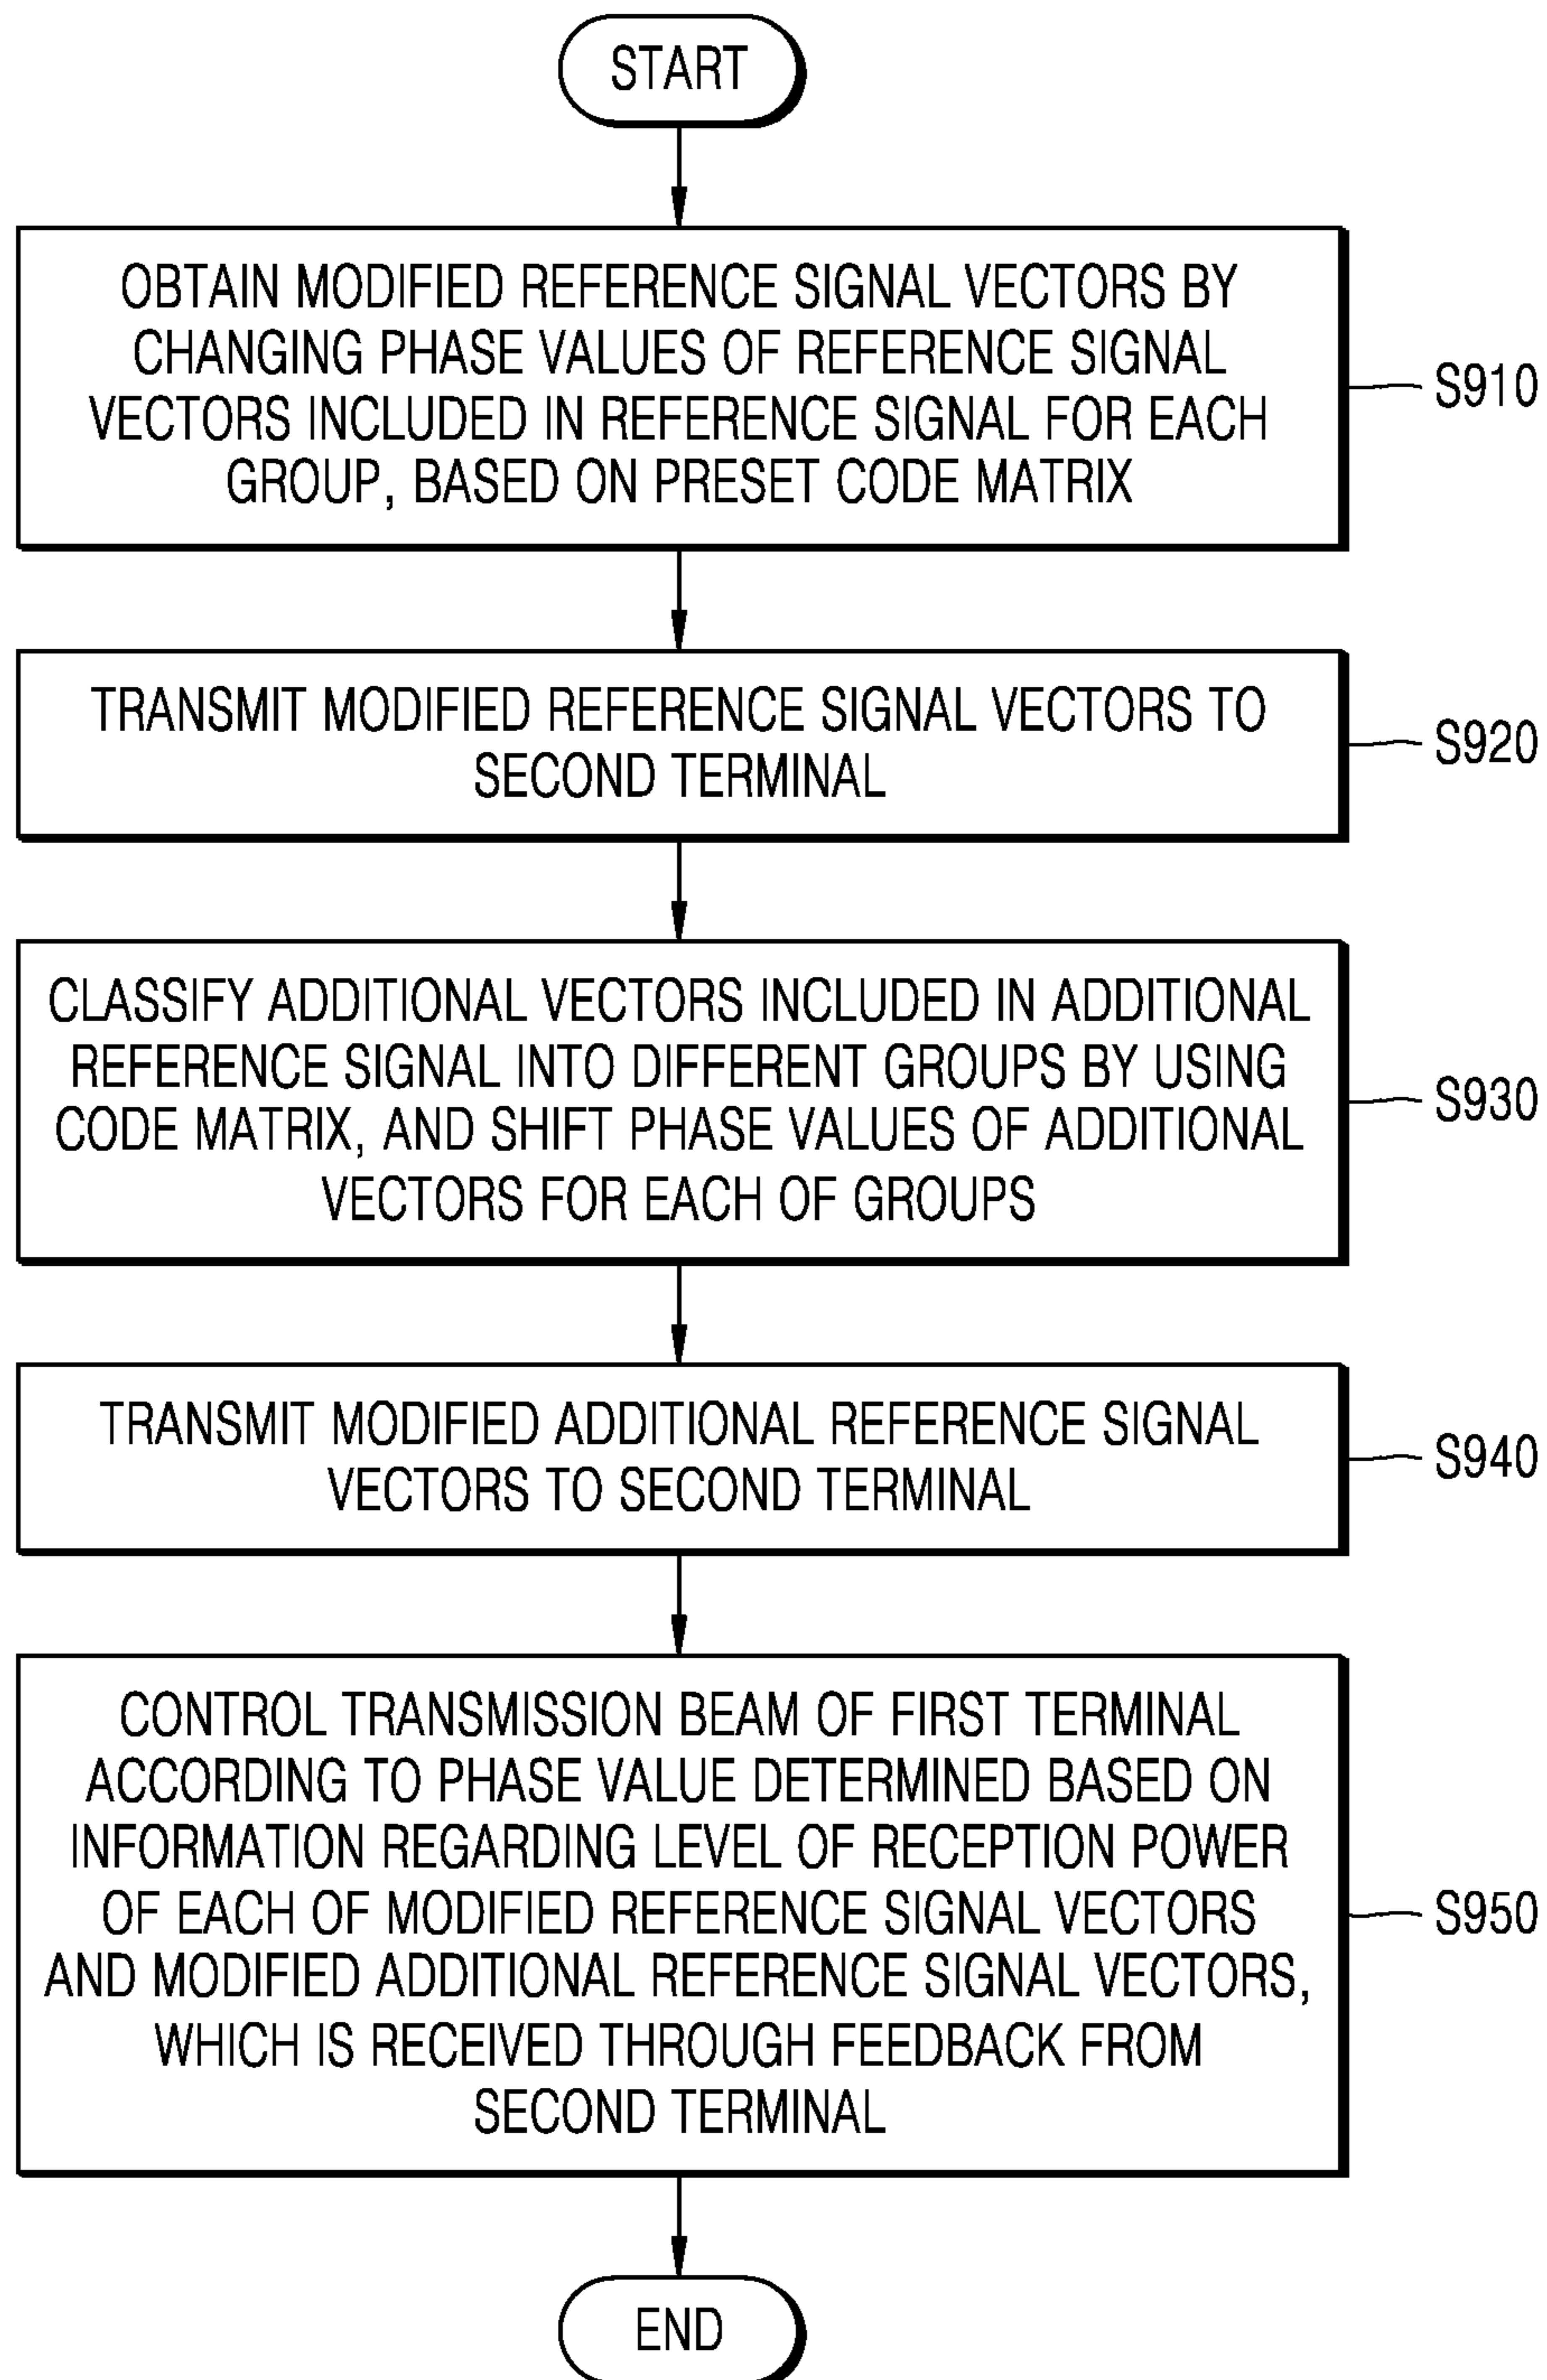 START
OBTAIN MODIFIED REFERENCE SIGNAL VECTORS BY
CHANGING PHASE VALUES OF REFERENCE SIGNAL
VECTORS INCLUDED IN REFERENCE SIGNAL FOR EACH
GROUP, BASED ON PRESET CODE MATRIX
S910
TRANSMIT MODIFIED REFERENCE SIGNAL VECTORS TO
SECOND TERMINAL
S920
CLASSIFY ADDITIONAL VECTORS INCLUDED IN ADDITIONAL
REFERENCE SIGNAL INTO DIFFERENT GROUPS BY USING
CODE MATRIX, AND SHIFT PHASE VALUES OF ADDITIONAL
VECTORS FOR EACH OF GROUPS
S930
TRANSMIT MODIFIED ADDITIONAL REFERENCE SIGNAL
VECTORS TO SECOND TERMINAL
S940
CONTROL TRANSMISSION BEAM OF FIRST TERMINAL
ACCORDING TO PHASE VALUE DETERMINED BASED ON
INFORMATION REGARDING LEVEL OF RECEPTION POWER
OF EACH OF MODIFIED REFERENCE SIGNAL VECTORS
AND MODIFIED ADDITIONAL REFERENCE SIGNAL VECTORS,
WHICH IS RECEIVED THROUGH FEEDBACK FROM
SECOND TERMINAL
S950
END